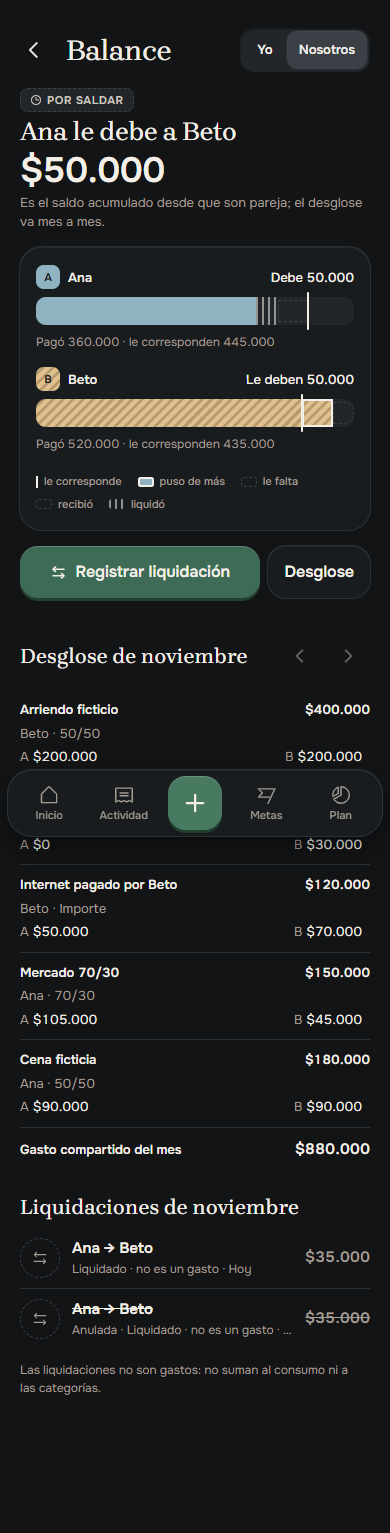 Balance
Yo
Nosotros
POR SALDAR
Ana le debe a Beto
$50.000
Es el saldo acumulado desde que son pareja; el desglose
va mes a mes.
A Ana
Debe 50.000
Pagó 360.000 · le corresponden 445.000
B Beto
Le deben 50.000
Pagó 520.000 · le corresponden 435.000
le corresponde
puso de más
le falta
recibió
liquidó
Registrar liquidación
Desglose
Desglose de noviembre
Arriendo ficticio
$400.000
Beto · 50/50
A $200.000
B $200.000
Inicio
Actividad
Metas
Plan
A $0
B $30.000
Internet pagado por Beto
$120.000
Beto · Importe
A $50.000
B $70.000
Mercado 70/30
$150.000
Ana · 70/30
A $105.000
B $45.000
Cena ficticia
$180.000
Ana · 50/50
A $90.000
B $90.000
Gasto compartido del mes
$880.000
Liquidaciones de noviembre
Ana → Beto
$35.000
Liquidado · no es un gasto · Hoy
Ana → Beto
$35.000
Anulada · Liquidado · no es un gasto · ...
Las liquidaciones no son gastos: no suman al consumo ni a
las categorías.